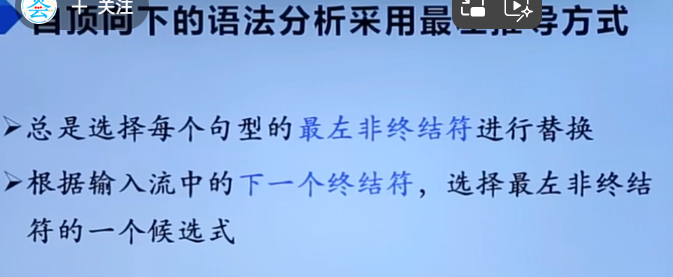 + 关注
自顶向下的语法分析采用最左推导方式
➢总是选择每个句型的最左非终结符进行替换
➢根据输入流中的下一个终结符，选择最左非终结
符的一个候选式